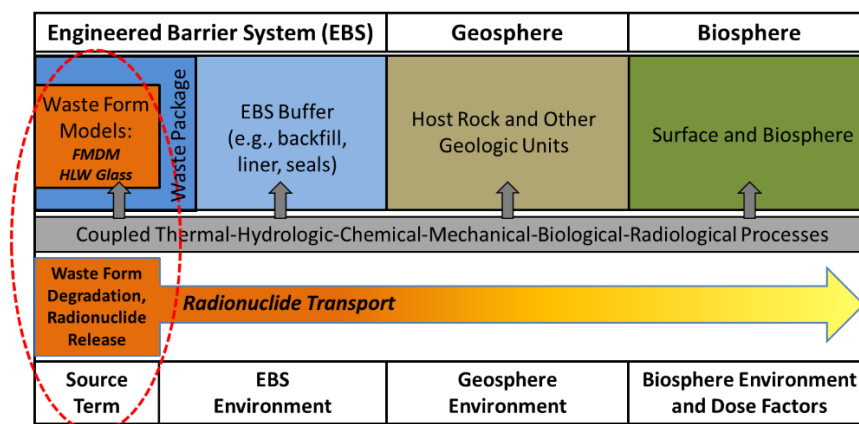 Engineered Barrier System (EBS)
Geosphere
Biosphere
Waste Form
Models:
FMDM
HLW Glass
Waste Package
EBS Buffer
(e.g., backfill,
liner, seals)
Host Rock and Other
Geologic Units
Surface and Biosphere
Coupled Thermal-Hydrologic-Chemical-Mechanical-Biological-Radiological Processes
Waste Form
Degradation,
Radionuclide
Release
Radionuclide Transport
Source
Term
EBS
Environment
Geosphere
Environment
Biosphere Environment
and Dose Factors